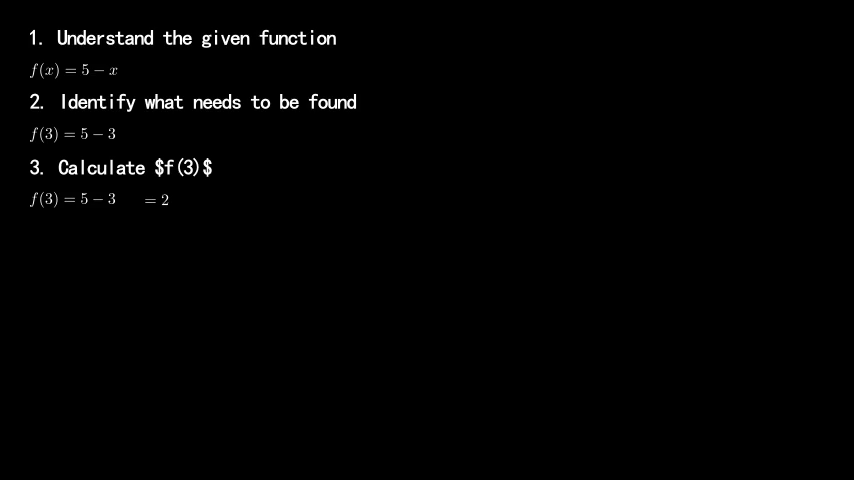 1. Understand the given function
f(x) = 5 − x
2. Identify what needs to be found
f(3) = 5 − 3
3. Calculate $f(3)$
f(3) = 5 − 3 = 2